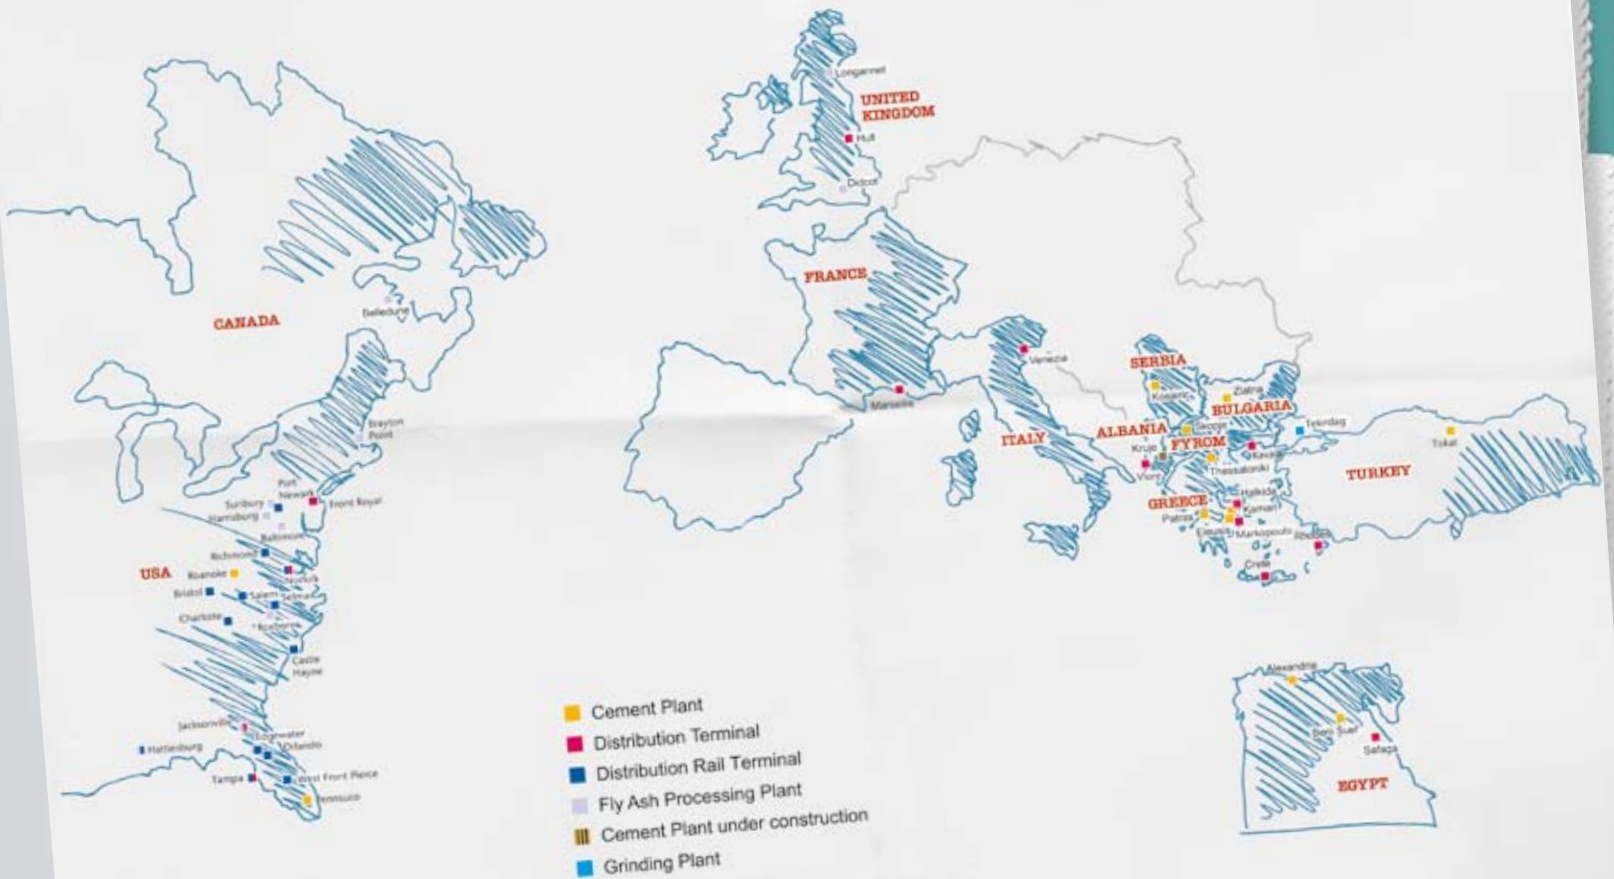 Longannet
UNITED
KINGDOM
Hull
Didcot
FRANCE
Marseille
CANADA
Belledune
Brayton
Point
Port
Newark
Front Royal
Sunbury
Harrisburg
Baltimore
Richmond
USA
Roanoke
Norfolk
Bristol
Salem
Selma
Charlotte
Roxboro
Castle
Hayne
Jacksonville
Edgewater
Hattiesburg
Orlando
Tampa
West Front Pierce
Pennsuco
Venezia
ITALY
SERBIA
Kosjeric
Zlatna
BULGARIA
ALBANIA
Skopje
FYROM
Kruje
Vlore
Kavala
Thessaloniki
Tekirdag
Tokat
TURKEY
GREECE
Halkida
Patras
Kamari
Eleusis
Markopoulo
Rhodes
Crete
Alexandria
Beni Suef
Safaga
EGYPT
Cement Plant
Distribution Terminal
Distribution Rail Terminal
Fly Ash Processing Plant
Cement Plant under construction
Grinding Plant